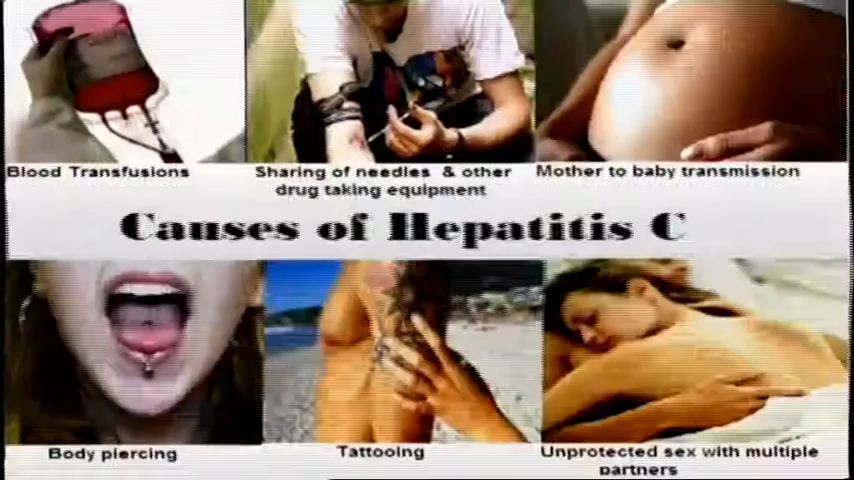 Blood Transfusions
Sharing of needles & other
drug taking equipment
Mother to baby transmission
Causes of Hepatitis C
Body piercing
Tattooing
Unprotected sex with multiple
partners